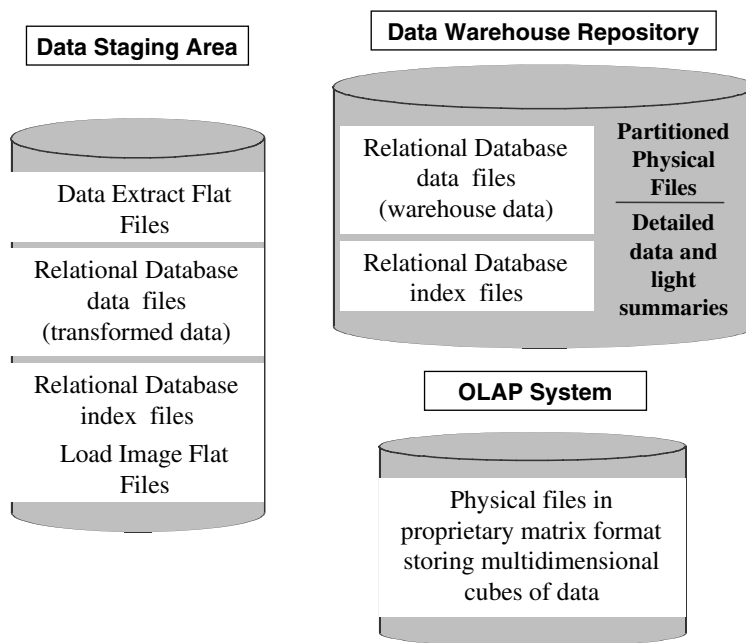 Data Staging Area
Data Extract Flat
Files
Relational Database
data files
(transformed data)
Relational Database
index files
Load Image Flat
Files
Data Warehouse Repository
Relational Database
data files
(warehouse data)
Relational Database
index files
Partitioned
Physical
Files
Detailed
data and
light
summaries
OLAP System
Physical files in
proprietary matrix format
storing multidimensional
cubes of data